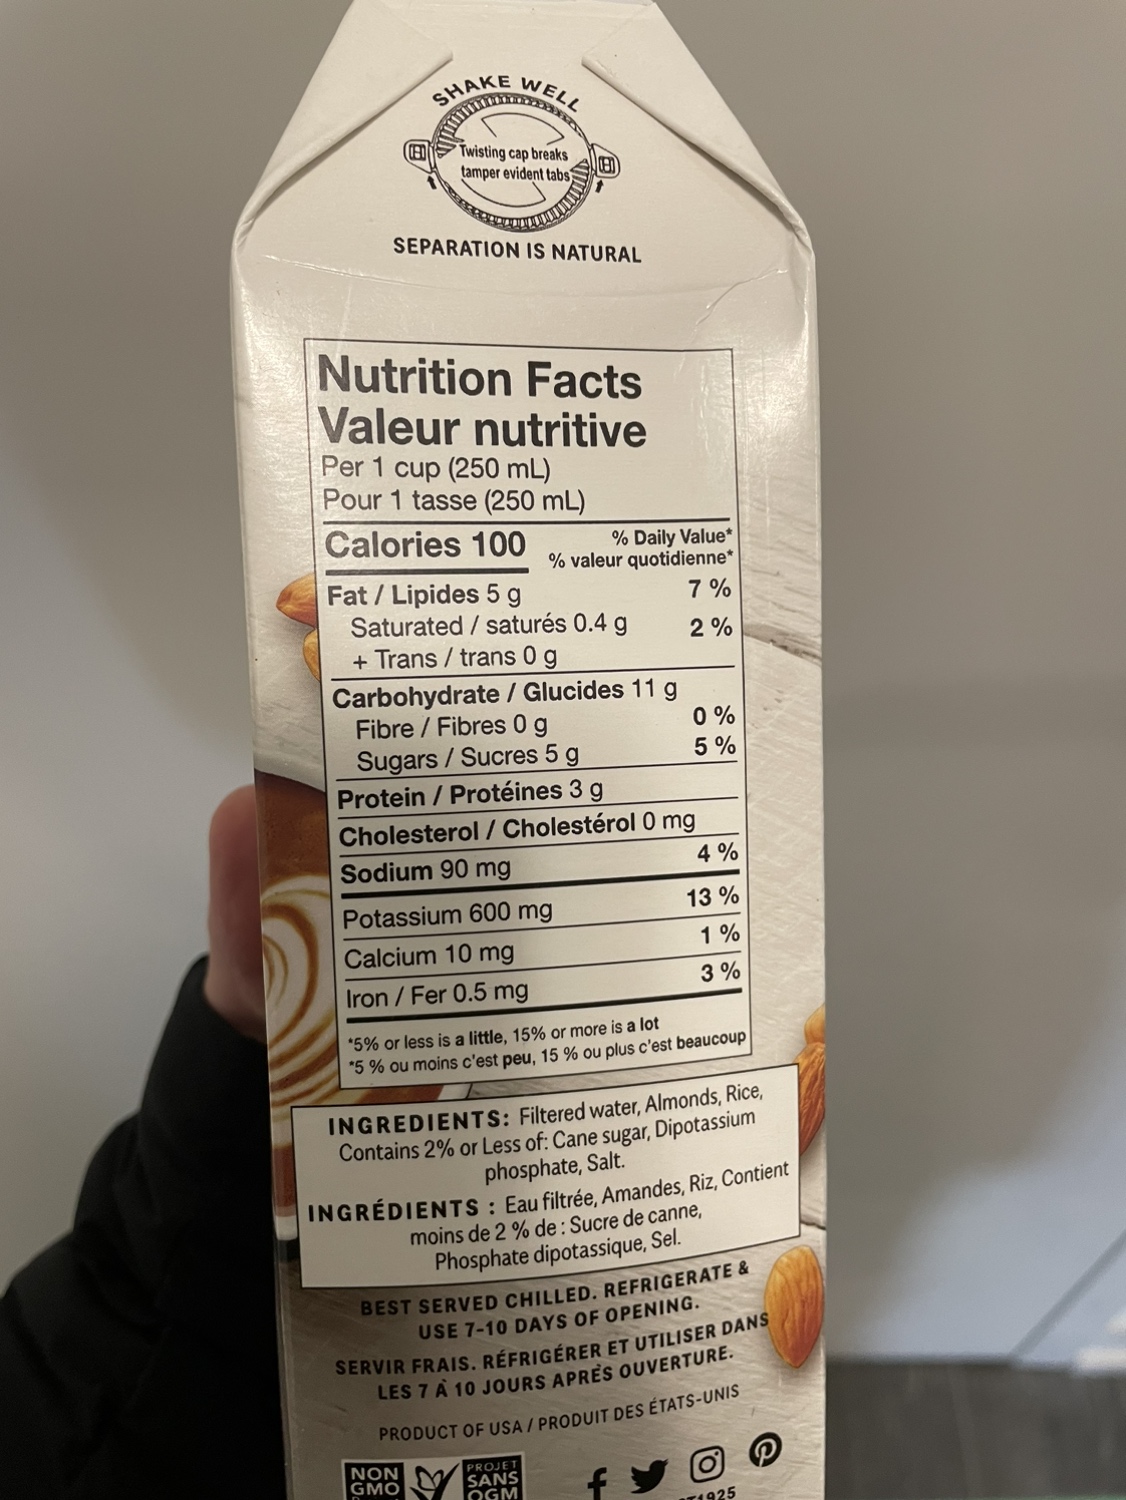 SHAKE WELL
Twisting cap breaks
tamper evident tabs
SEPARATION IS NATURAL
Nutrition Facts
Valeur nutritive
Per 1 cup (250 mL)
Pour 1 tasse (250 mL)
Calories 100
% Daily Value*
% valeur quotidienne*
Fat / Lipides 5 g 7 %
Saturated / saturés 0.4 g 2 %
+ Trans / trans 0 g
Carbohydrate / Glucides 11 g
Fibre / Fibres 0 g 0 %
Sugars / Sucres 5 g 5 %
Protein / Protéines 3 g
Cholesterol / Cholestérol 0 mg
Sodium 90 mg 4 %
Potassium 600 mg 13 %
Calcium 10 mg 1 %
Iron / Fer 0.5 mg 3 %
*5% or less is a little, 15% or more is a lot
*5 % ou moins c'est peu, 15 % ou plus c'est beaucoup
INGREDIENTS: Filtered water, Almonds, Rice,
Contains 2% or Less of: Cane sugar, Dipotassium
phosphate, Salt.
INGRÉDIENTS : Eau filtrée, Amandes, Riz, Contient
moins de 2 % de : Sucre de canne,
Phosphate dipotassique, Sel.
BEST SERVED CHILLED. REFRIGERATE &
USE 7-10 DAYS OF OPENING.
SERVIR FRAIS. RÉFRIGÉRER ET UTILISER DANS
LES 7 À 10 JOURS APRÈS OUVERTURE.
PRODUCT OF USA / PRODUIT DES ÉTATS-UNIS
NON
GMO
PROJET
SANS
OGM